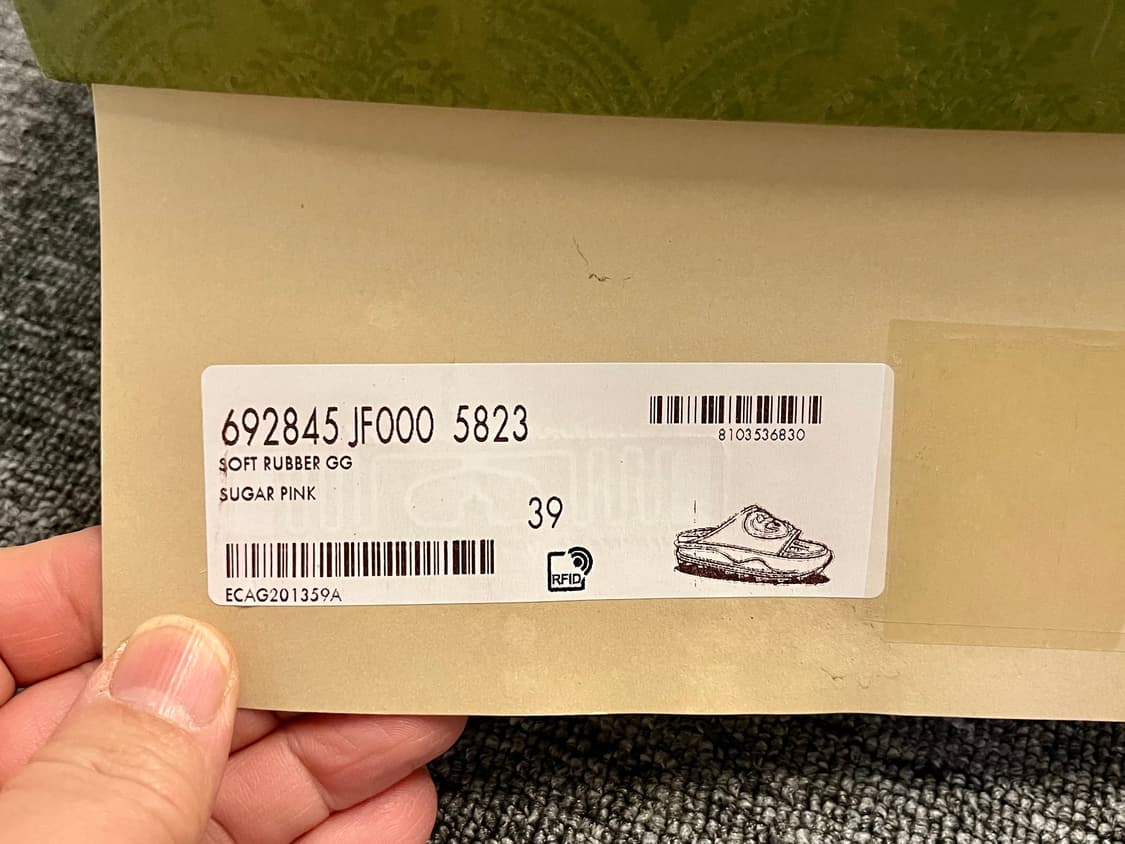 692845 JF000 5823
8103536830
SOFT RUBBER GG
SUGAR PINK
39
RFID
ECAG201359A